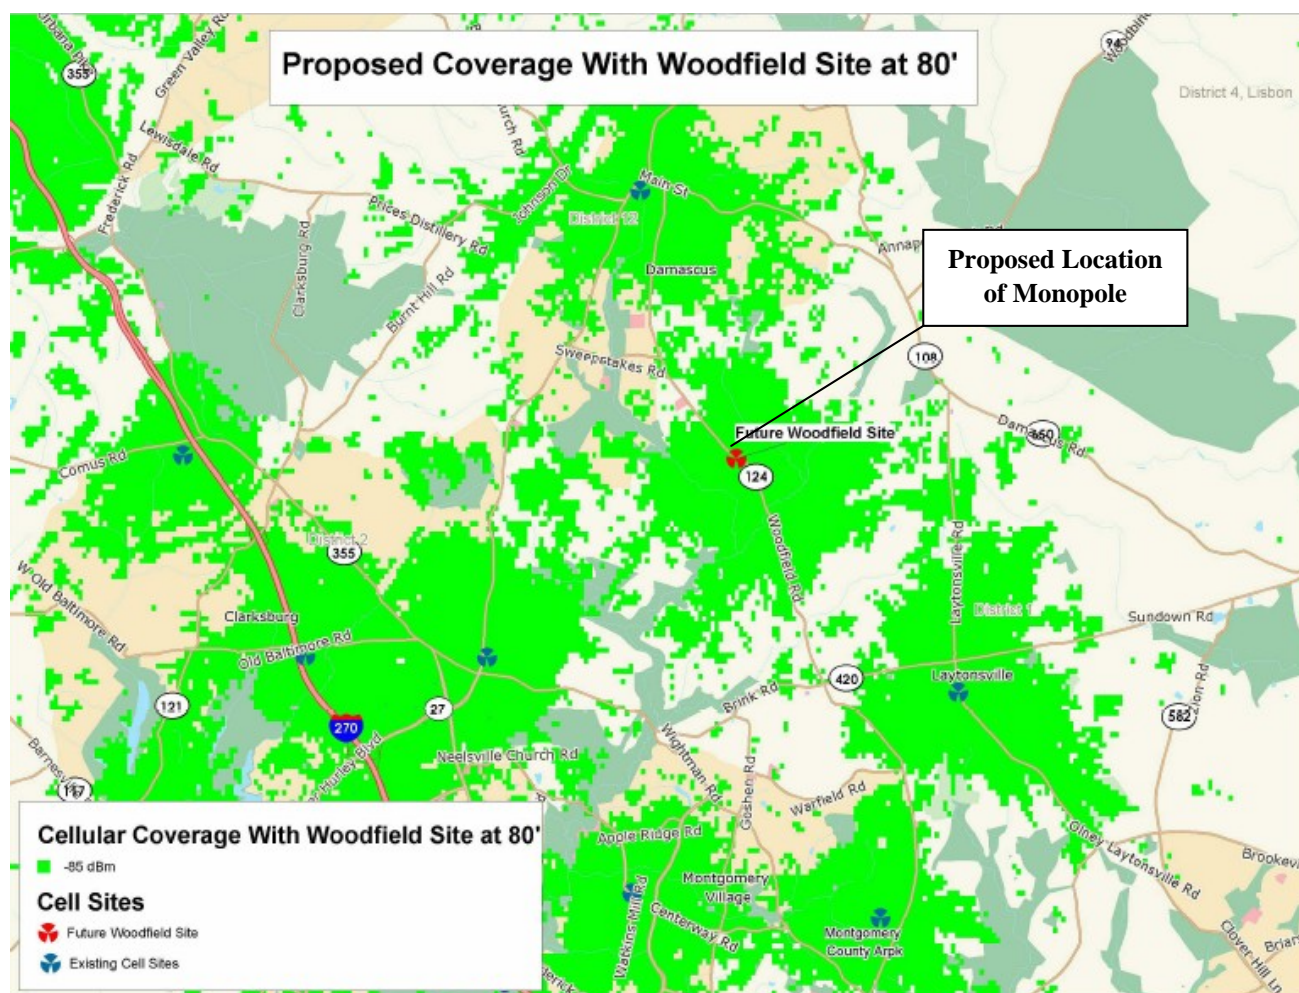 Proposed Coverage With Woodfield Site at 80'
355
Green Valley Rd
94
District 4, Lisbon
Lewisdale Rd
Frederick Rd
Church Rd
Johnson Dr
Main St
District 12
Prices Distillery Rd
Clarksburg Rd
Burnt Hill Rd
Damascus
Proposed Location
of Monopole
Sweepstakes Rd
108
Future Woodfield Site
124
Damascus Rd
650
Comus Rd
District 2
355
Woodfield Rd
Laytonsville Rd
District 1
Sundown Rd
W Old Baltimore Rd
Clarksburg
Old Baltimore Rd
121
27
270
Brink Rd
420
Laytonsville
Zion Rd
582
Neelsville Church Rd
Wightman Rd
Goshen Rd
Warfield Rd
117
Apple Ridge Rd
Montgomery
Village
Watkins Mill Rd
Centerway Rd
Montgomery
County Arpk
Olney Laytonsville Rd
Clover Hill Ln
Cellular Coverage With Woodfield Site at 80'
-85 dBm
Cell Sites
Future Woodfield Site
Existing Cell Sites